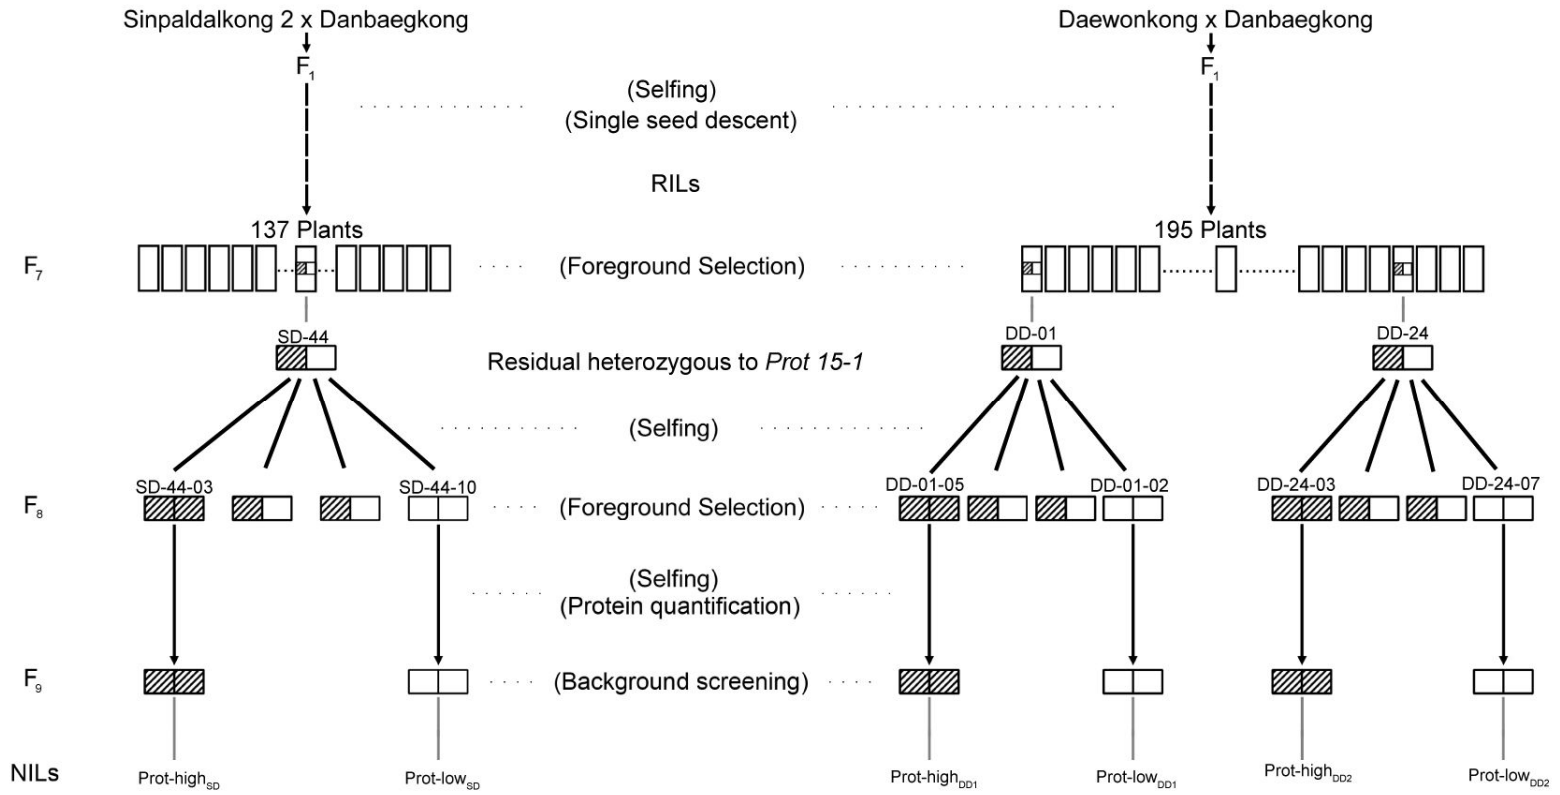 Sinpaldalkong 2 x Danbaegkong
Daewonkong x Danbaegkong
F1
F1
(Selfing)
(Single seed descent)
RILs
137 Plants
195 Plants
F7
(Foreground Selection)
SD-44
DD-01
DD-24
Residual heterozygous to Prot 15-1
(Selfing)
SD-44-03
SD-44-10
DD-01-05
DD-01-02
DD-24-03
DD-24-07
F8
(Foreground Selection)
(Selfing)
(Protein quantification)
F9
(Background screening)
NILs
Prot-highSD
Prot-lowSD
Prot-highDD1
Prot-lowDD1
Prot-highDD2
Prot-lowDD2